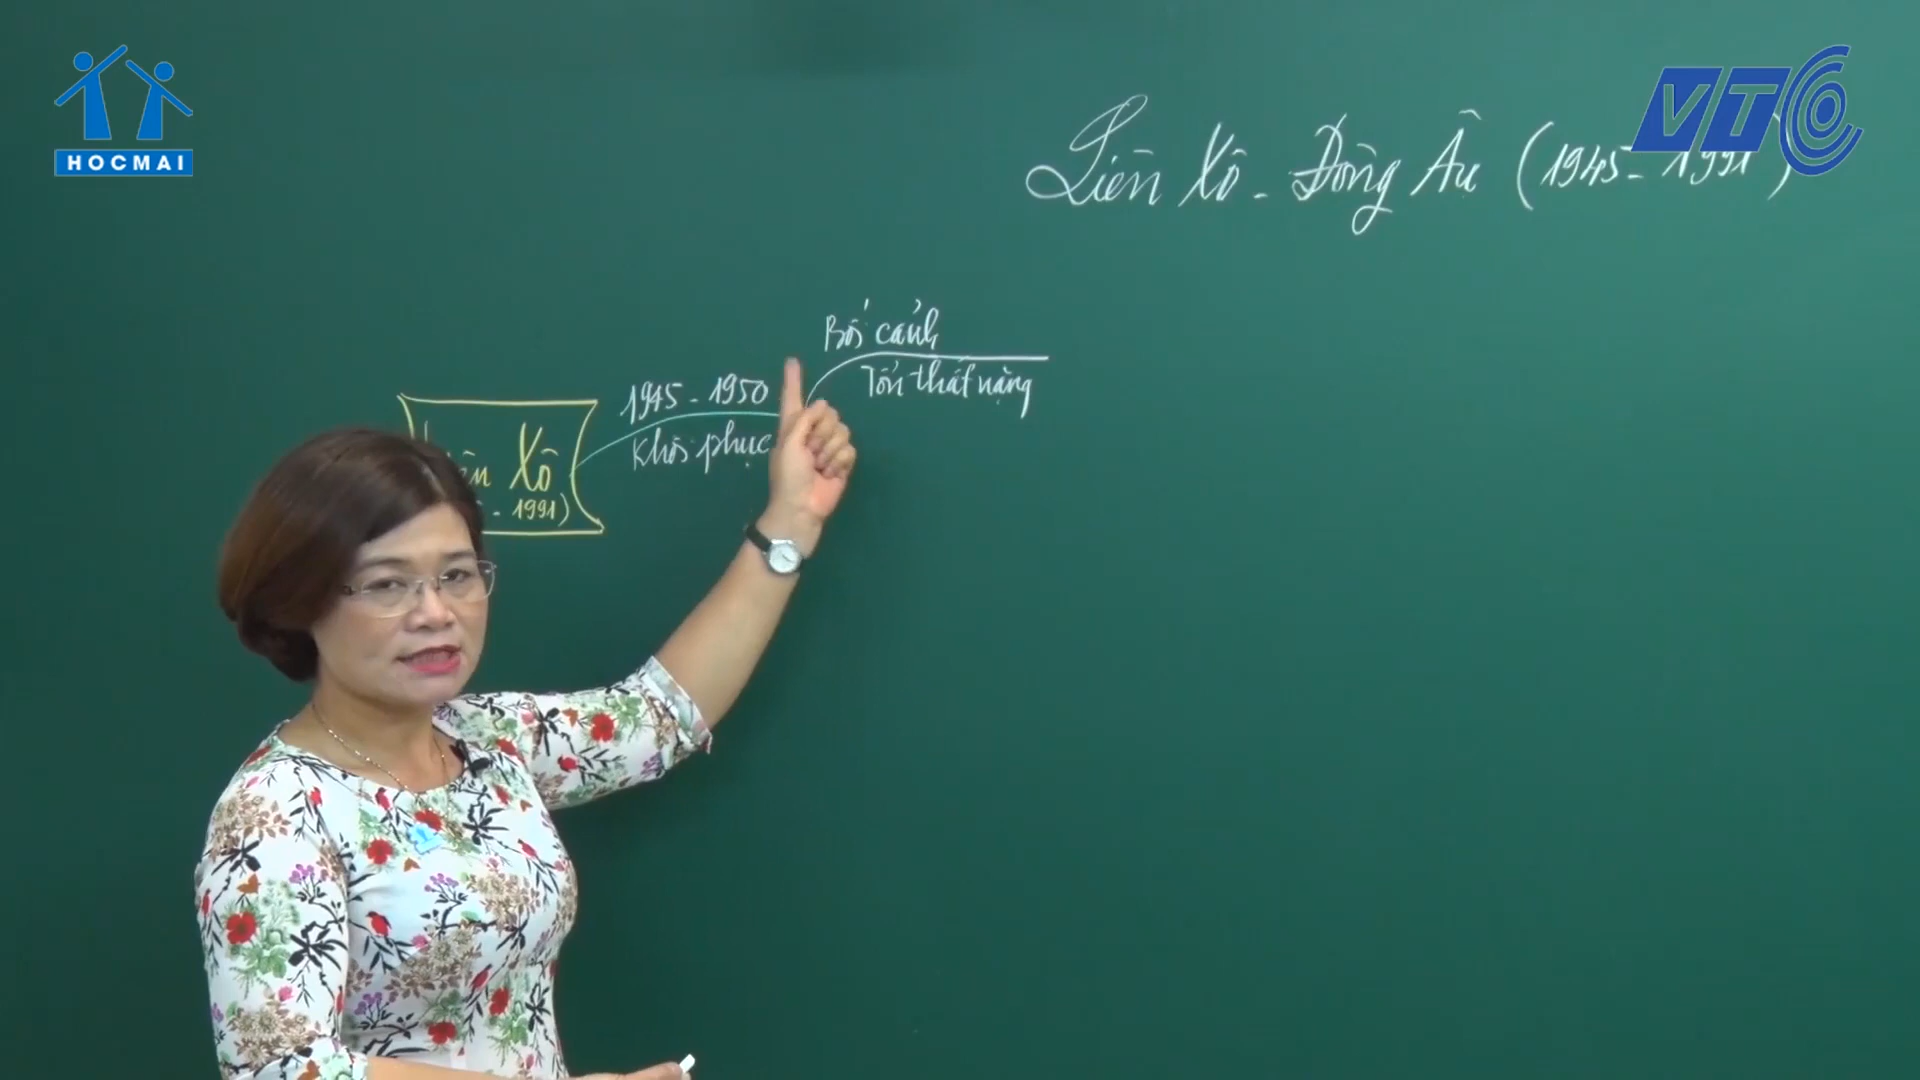 HOCMAI
VTC
Liên Xô - Đông Âu (1945 - 1991)
Bối cảnh
Tổn thất nặng
1945 - 1950
Khôi phục
Xô
- 1991)